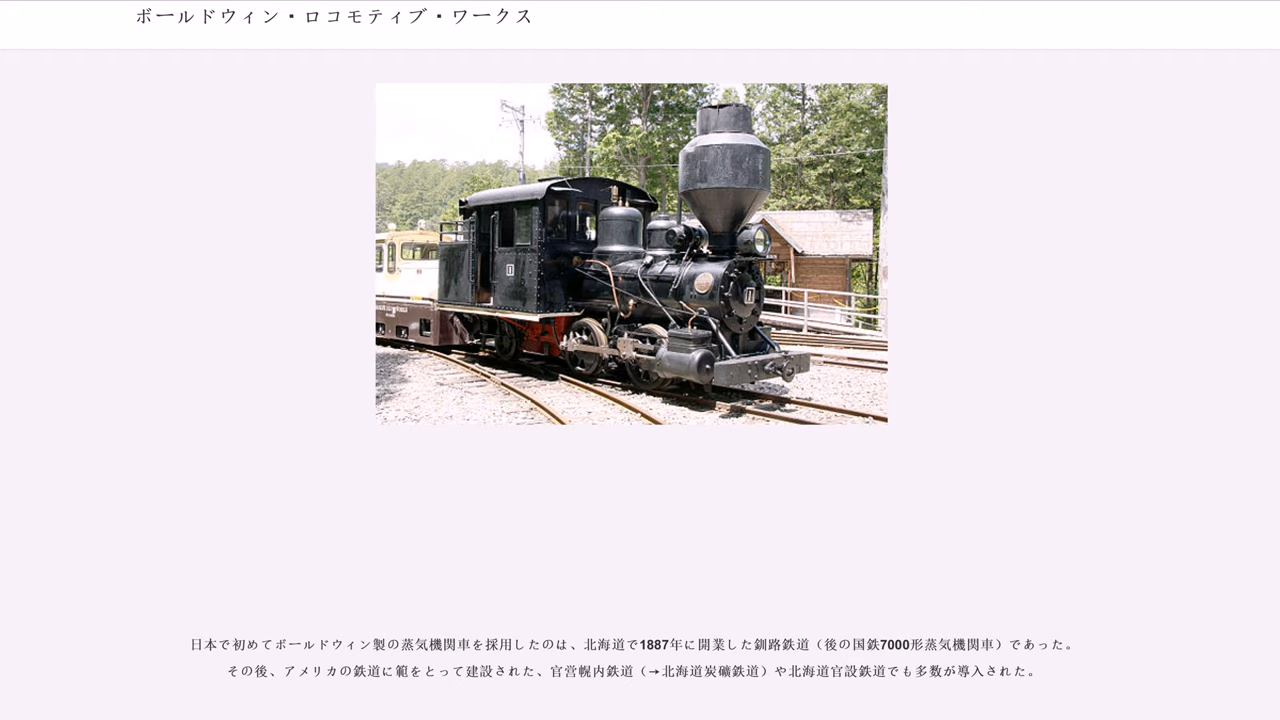 ボールドウィン・ロコモティブ・ワークス
日本で初めてボールドウィン製の蒸気機関車を採用したのは、北海道で1887年に開業した釧路鉄道（後の国鉄7000形蒸気機関車）であった。
その後、アメリカの鉄道に範をとって建設された、官営幌内鉄道（→北海道炭礦鉄道）や北海道官設鉄道でも多数が導入された。